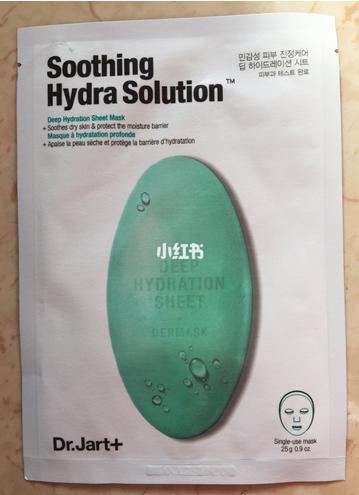 Soothing
Hydra Solution™
민감성 피부 진정케어
딥 하이드레이션 시트
피부과 테스트 완료
Deep Hydration Sheet Mask
+ Soothes dry skin & protect the moisture barrier
Masque à hydratation profonde
+ Apaise la peau sèche et protège la barrière d'hydratation
小红书
DEEP
HYDRATION
SHEET
DERMASK
Single-use mask
25 g 0.9 oz.
Dr.Jart+